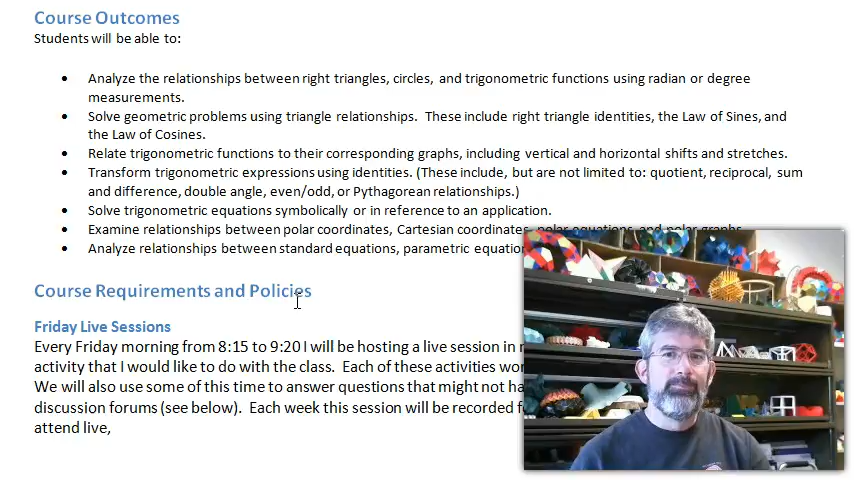 Course Outcomes
Students will be able to:
• Analyze the relationships between right triangles, circles, and trigonometric functions using radian or degree
measurements.
• Solve geometric problems using triangle relationships. These include right triangle identities, the Law of Sines, and
the Law of Cosines.
• Relate trigonometric functions to their corresponding graphs, including vertical and horizontal shifts and stretches.
• Transform trigonometric expressions using identities. (These include, but are not limited to: quotient, reciprocal, sum
and difference, double angle, even/odd, or Pythagorean relationships.)
• Solve trigonometric equations symbolically or in reference to an application.
• Examine relationships between polar coordinates, Cartesian coordinates, polar equations, and polar graphs.
• Analyze relationships between standard equations, parametric
Course Requirements and Policies
Friday Live Sessions
Every Friday morning from 8:15 to 9:20 I will be hosting a live session in
activity that I would like to do with the class. Each of these activities
We will also use some of this time to answer questions that might not
discussion forums (see below). Each week this session will be recorded
attend live,